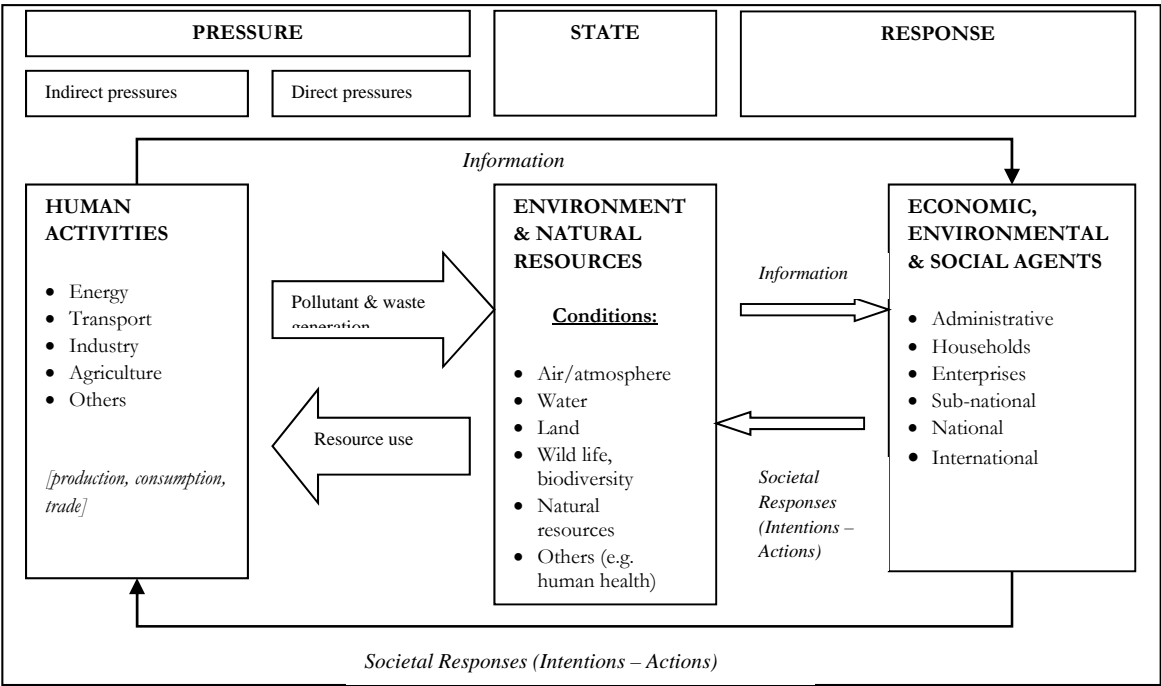 PRESSURE
STATE
RESPONSE
Indirect pressures
Direct pressures
Information
HUMAN
ACTIVITIES
• Energy
• Transport
• Industry
• Agriculture
• Others
[production, consumption,
trade]
Pollutant & waste
generation
Resource use
ENVIRONMENT
& NATURAL
RESOURCES
Conditions:
• Air/atmosphere
• Water
• Land
• Wild life,
biodiversity
• Natural
resources
• Others (e.g.
human health)
Information
Societal
Responses
(Intentions –
Actions)
ECONOMIC,
ENVIRONMENTAL
& SOCIAL AGENTS
• Administrative
• Households
• Enterprises
• Sub-national
• National
• International
Societal Responses (Intentions – Actions)